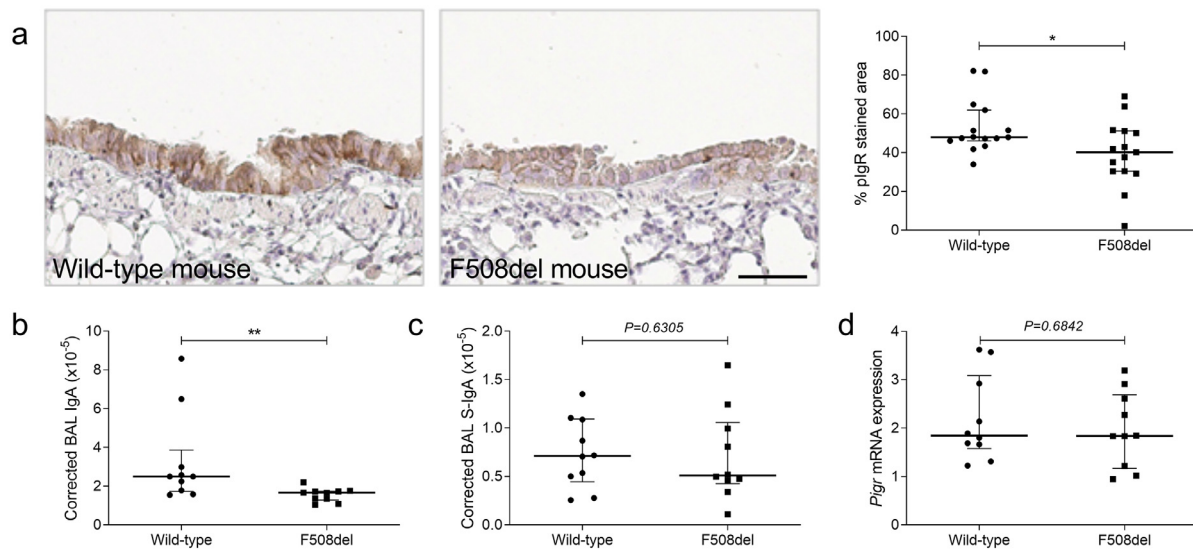 a
Wild-type mouse
F508del mouse
% pIgR stained area
100
80
60
40
20
0
*
Wild-type
F508del
b
Corrected BAL IgA (x10-5)
10
8
6
4
2
0
**
Wild-type
F508del
c
Corrected BAL S-IgA (x10-5)
2.0
1.5
1.0
0.5
0.0
P=0.6305
Wild-type
F508del
d
Pigr mRNA expression
4
3
2
1
0
P=0.6842
Wild-type
F508del